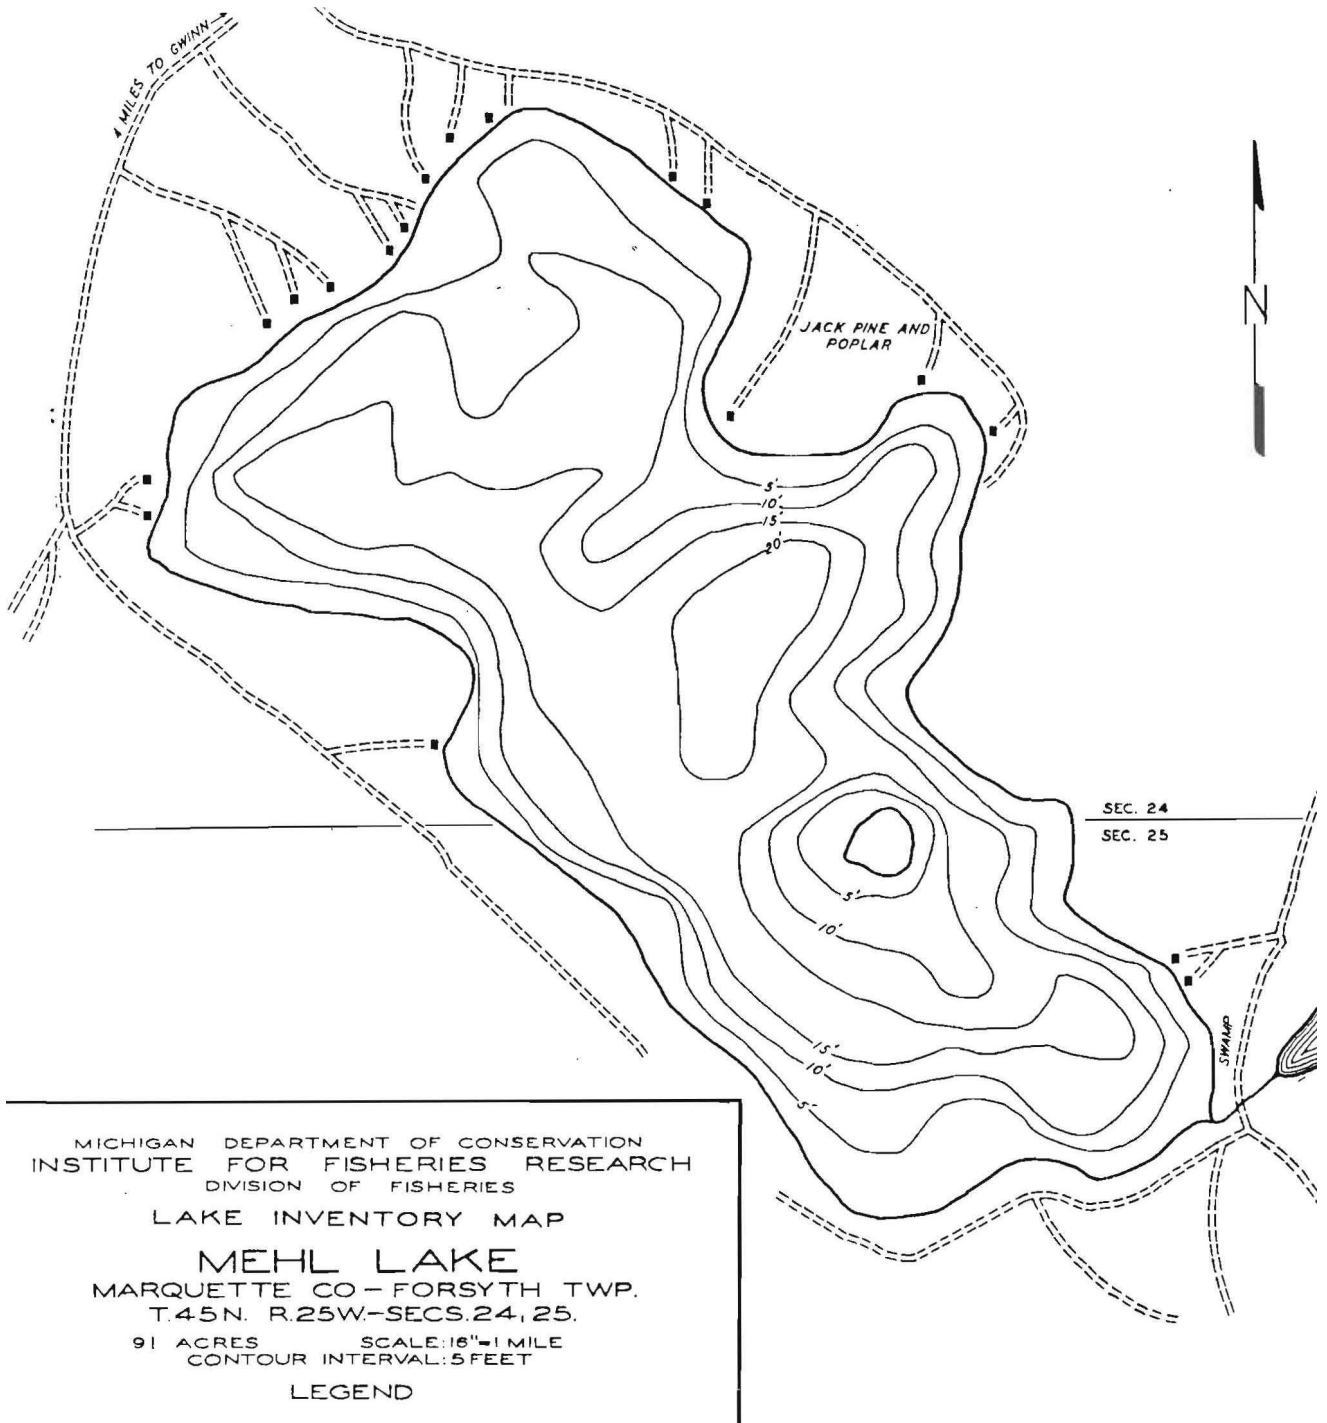 4 MILES TO GWINN
JACK PINE AND
POPLAR
N
5'
10'
15'
20'
SEC. 24
SEC. 25
5'
10'
SWAMP
15'
10'
5'
MICHIGAN DEPARTMENT OF CONSERVATION
INSTITUTE FOR FISHERIES RESEARCH
DIVISION OF FISHERIES
LAKE INVENTORY MAP
MEHL LAKE
MARQUETTE CO – FORSYTH TWP.
T.45N. R.25W.–SECS.24,25.
91 ACRES SCALE:16"=1 MILE
CONTOUR INTERVAL:5 FEET
LEGEND